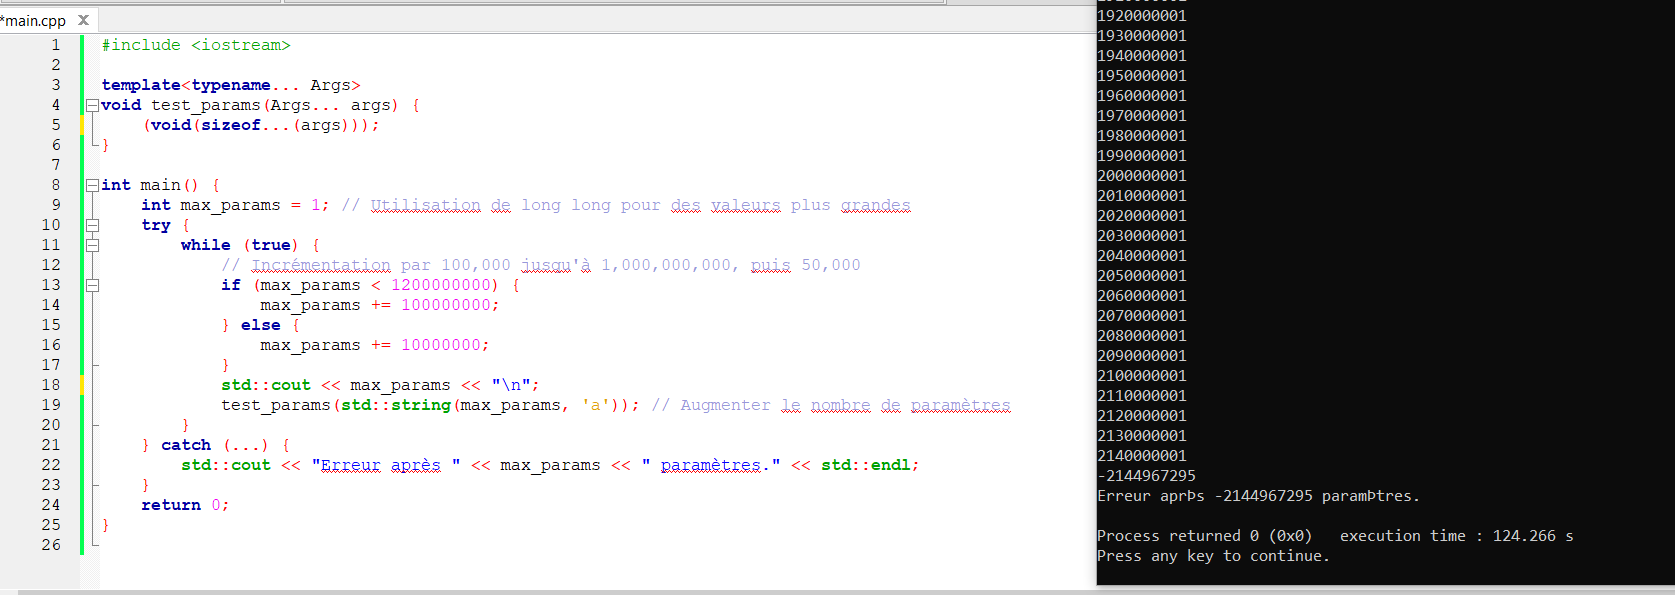 *main.cpp X
1 #include <iostream>
2
3 template<typename... Args>
4 void test_params(Args... args) {
5     (void(sizeof...(args)));
6 }
7
8 int main() {
9     int max_params = 1; // Utilisation de long long pour des valeurs plus grandes
10     try {
11         while (true) {
12             // Incrémentation par 100,000 jusqu'à 1,000,000,000, puis 50,000
13             if (max_params < 1200000000) {
14                 max_params += 100000000;
15             } else {
16                 max_params += 10000000;
17             }
18             std::cout << max_params << "\n";
19             test_params(std::string(max_params, 'a')); // Augmenter le nombre de paramètres
20         }
21     } catch (...) {
22         std::cout << "Erreur après " << max_params << " paramètres." << std::endl;
23     }
24     return 0;
25 }
26
1920000001
1930000001
1940000001
1950000001
1960000001
1970000001
1980000001
1990000001
2000000001
2010000001
2020000001
2030000001
2040000001
2050000001
2060000001
2070000001
2080000001
2090000001
2100000001
2110000001
2120000001
2130000001
2140000001
-2144967295
Erreur aprÞs -2144967295 paramÞtres.
Process returned 0 (0x0)   execution time : 124.266 s
Press any key to continue.